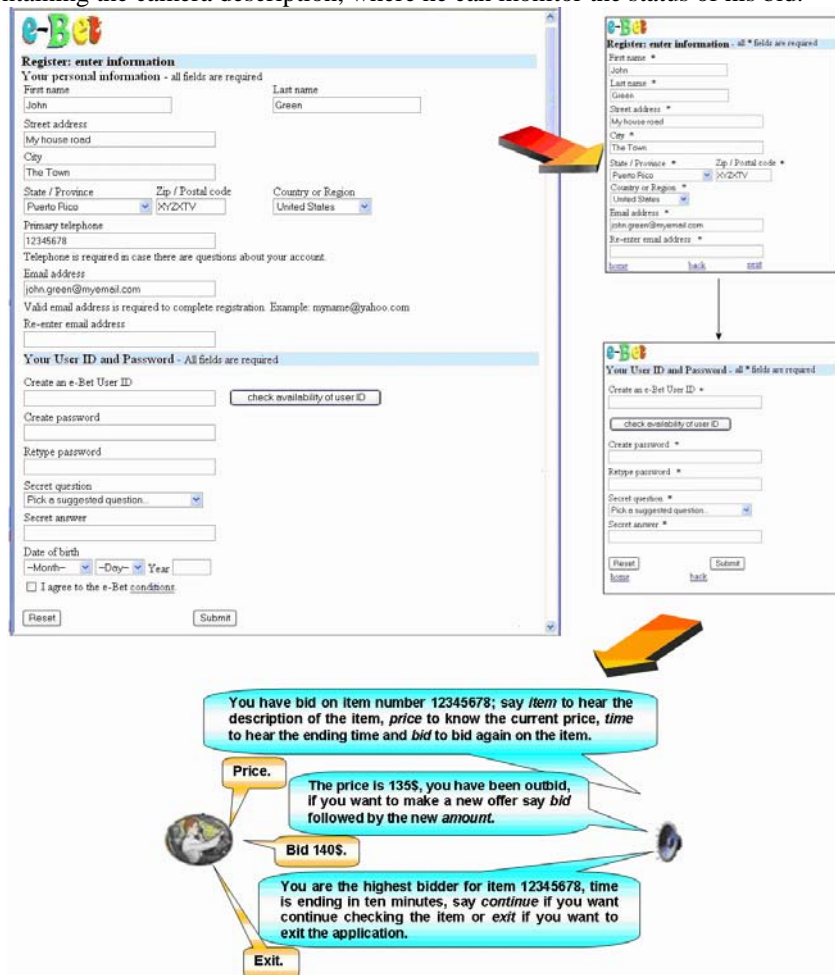 ntaining the camera description, where he can monitor the status of his bid.
e-Bet
Register: enter information
Your personal information - all fields are required
First name Last name
John Green
Street address
My house road
City
The Town
State / Province Zip / Postal code Country or Region
Puerto Rico XYZXTV United States
Primary telephone
12345678
Telephone is required in case there are questions about your account.
Email address
john.green@myemail.com
Valid email address is required to complete registration. Example: myname@yahoo.com
Re-enter email address
Your User ID and Password - All fields are required
Create an e-Bet User ID
check availability of user ID
Create password
Retype password
Secret question
Pick a suggested question...
Secret answer
Date of birth
--Month-- --Day-- Year
I agree to the e-Bet conditions.
Reset Submit
e-Bet
Register: enter information - all * fields are required
First name *
John
Last name *
Green
Street address *
My house road
City *
The Town
State / Province * Zip / Postal code *
Puerto Rico XYZXTV
Country or Region *
United States
Email address *
john.green@myemail.com
Re-enter email address *
home back next
e-Bet
Your User ID and Password - all * fields are required
Create an e-Bet User ID *
check availability of user ID
Create password *
Retype password *
Secret question *
Pick a suggested question...
Secret answer *
Reset Submit
home back
You have bid on item number 12345678; say item to hear the
description of the item, price to know the current price, time
to hear the ending time and bid to bid again on the item.
Price.
The price is 135$, you have been outbid,
if you want to make a new offer say bid
followed by the new amount.
Bid 140$.
You are the highest bidder for item 12345678, time
is ending in ten minutes, say continue if you want
continue checking the item or exit if you want to
exit the application.
Exit.